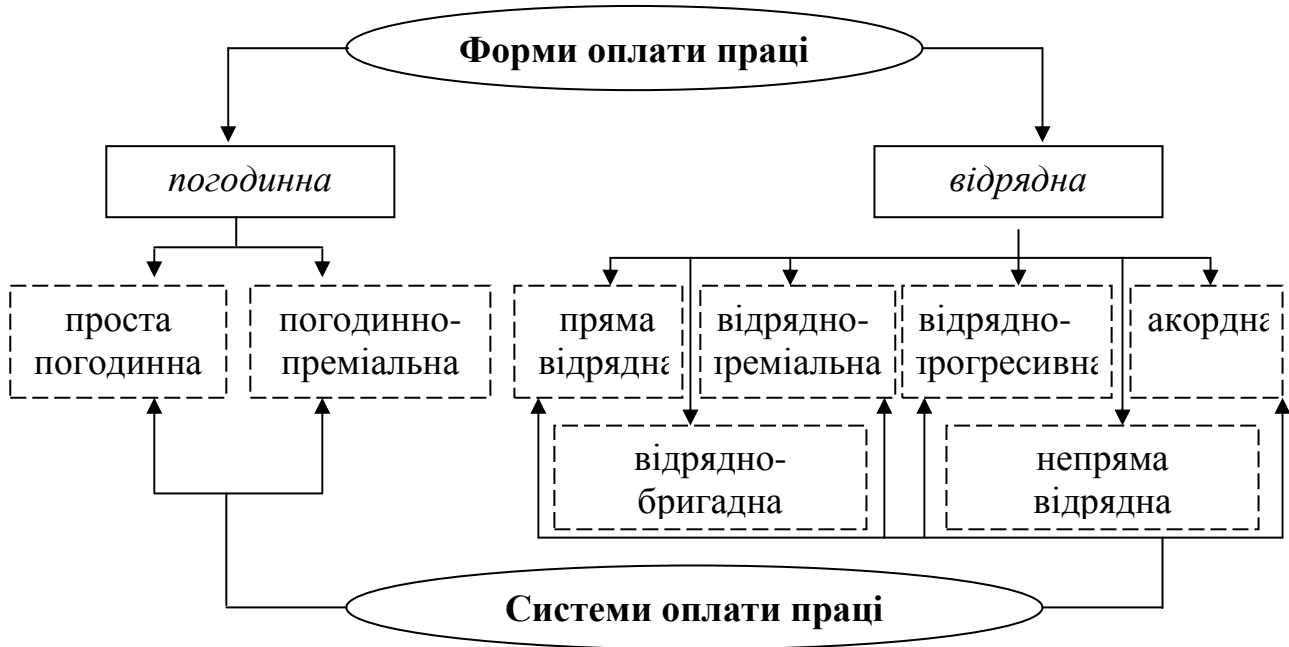 Форми оплати праці
погодинна
відрядна
проста
погодинна
погодинно-
преміальна
пряма
відрядна
відрядно-
преміальна
відрядно-
прогресивна
акордна
відрядно-
бригадна
непряма
відрядна
Системи оплати праці